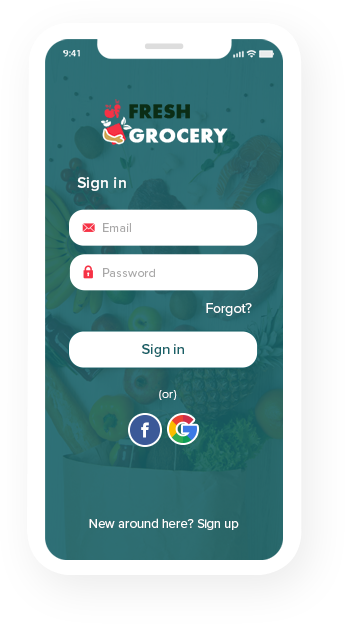 9:41
FRESH
GROCERY
Sign in
Email
Password
Forgot?
Sign in
(or)
f
G
New around here? Sign up